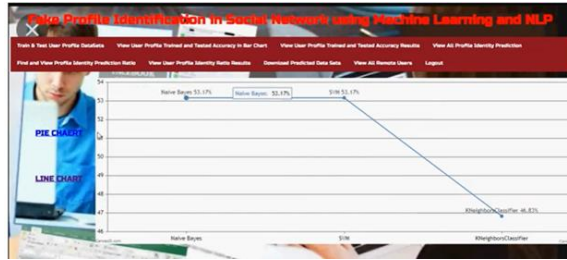 Fake Profile Identification in Social Network using Machine Learning and NLP
Train & Test User Profile DataSets View User Profile Trained and Tested Accuracy in Bar Chart View User Profile Trained and Tested Accuracy Results View All Profile Identity Prediction
Find and View Profile Identity Prediction Ratio View User Profile Identity Ratio Results Download Predicted Data Sets View All Remote Users Logout
54
Naive Bayes 53.17% Naive Bayes: 53.17% SVM 53.17%
53
52
51
PIE CHAERT
50
49
LINE CHART
48
47
KNeighborsClassifier 46.83%
46
Naive Bayes SVM KNeighborsClassifier